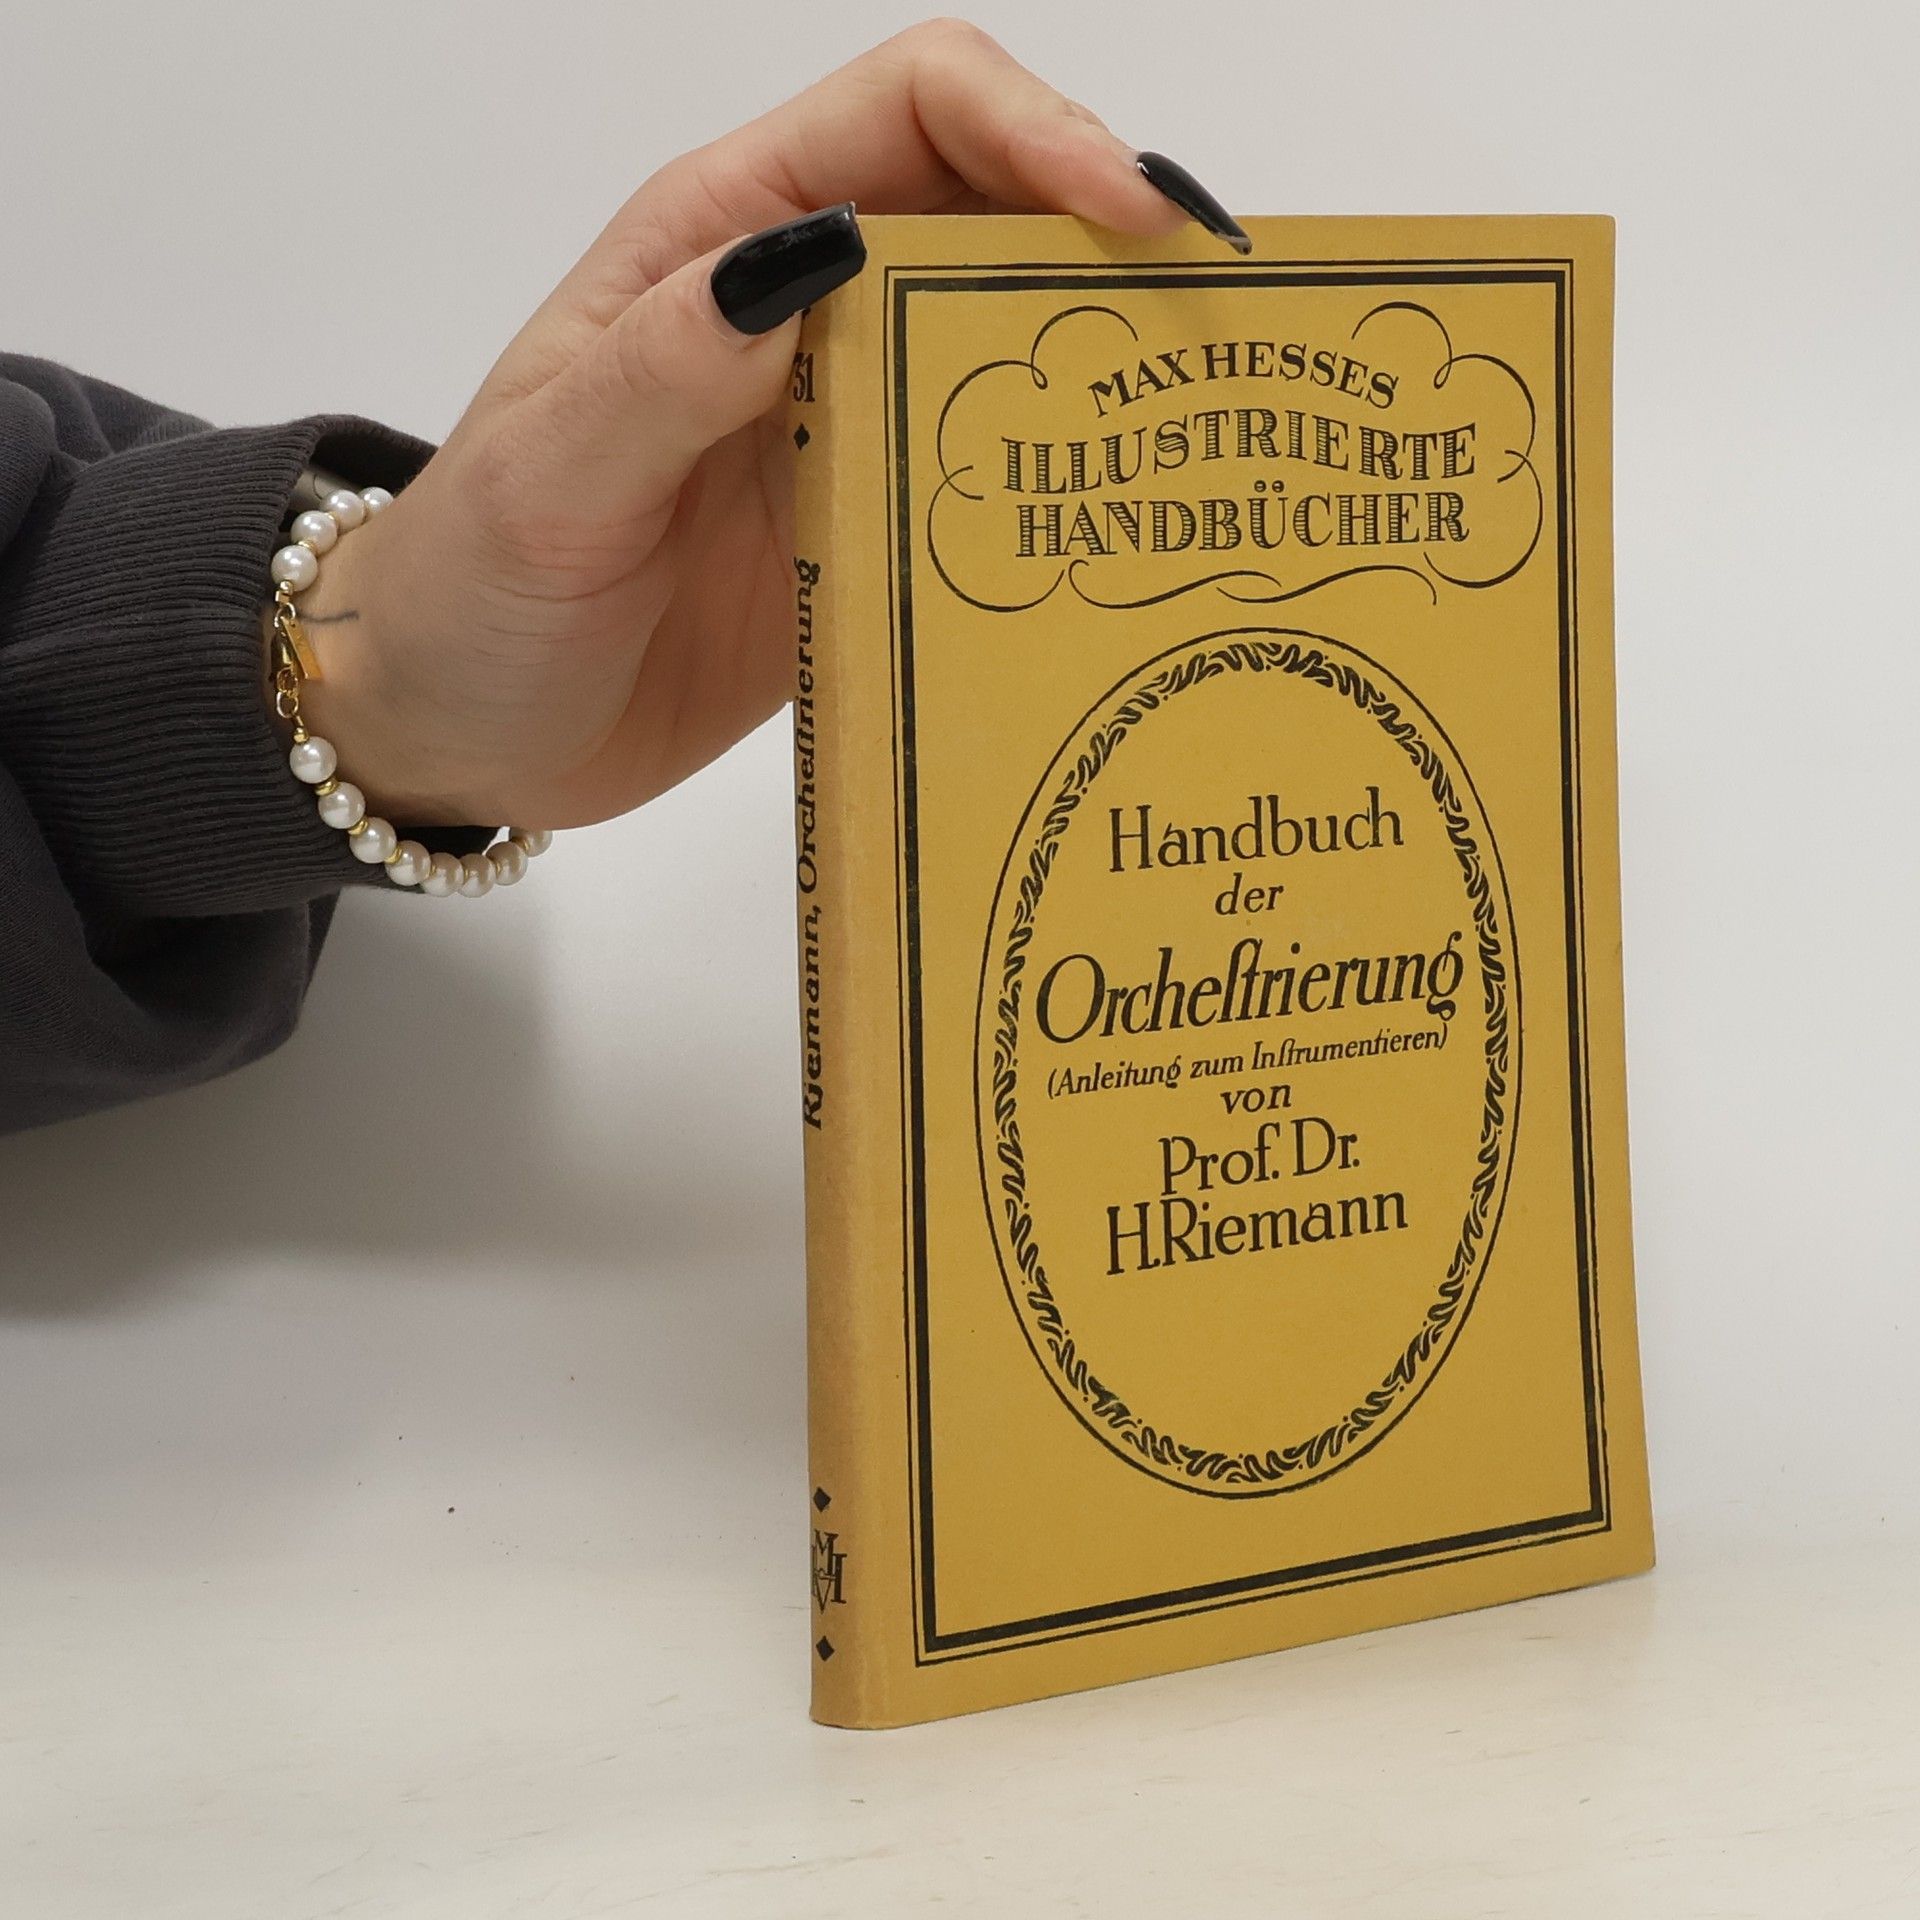 MAX HESSES
ILLUSTRIERTE
HANDBÜCHER
Handbuch
der
Orcheſtrierung
(Anleitung zum Inſtrumentieren)
von
Prof. Dr.
H. Riemann
31
Riemann, Orcheſtrierung